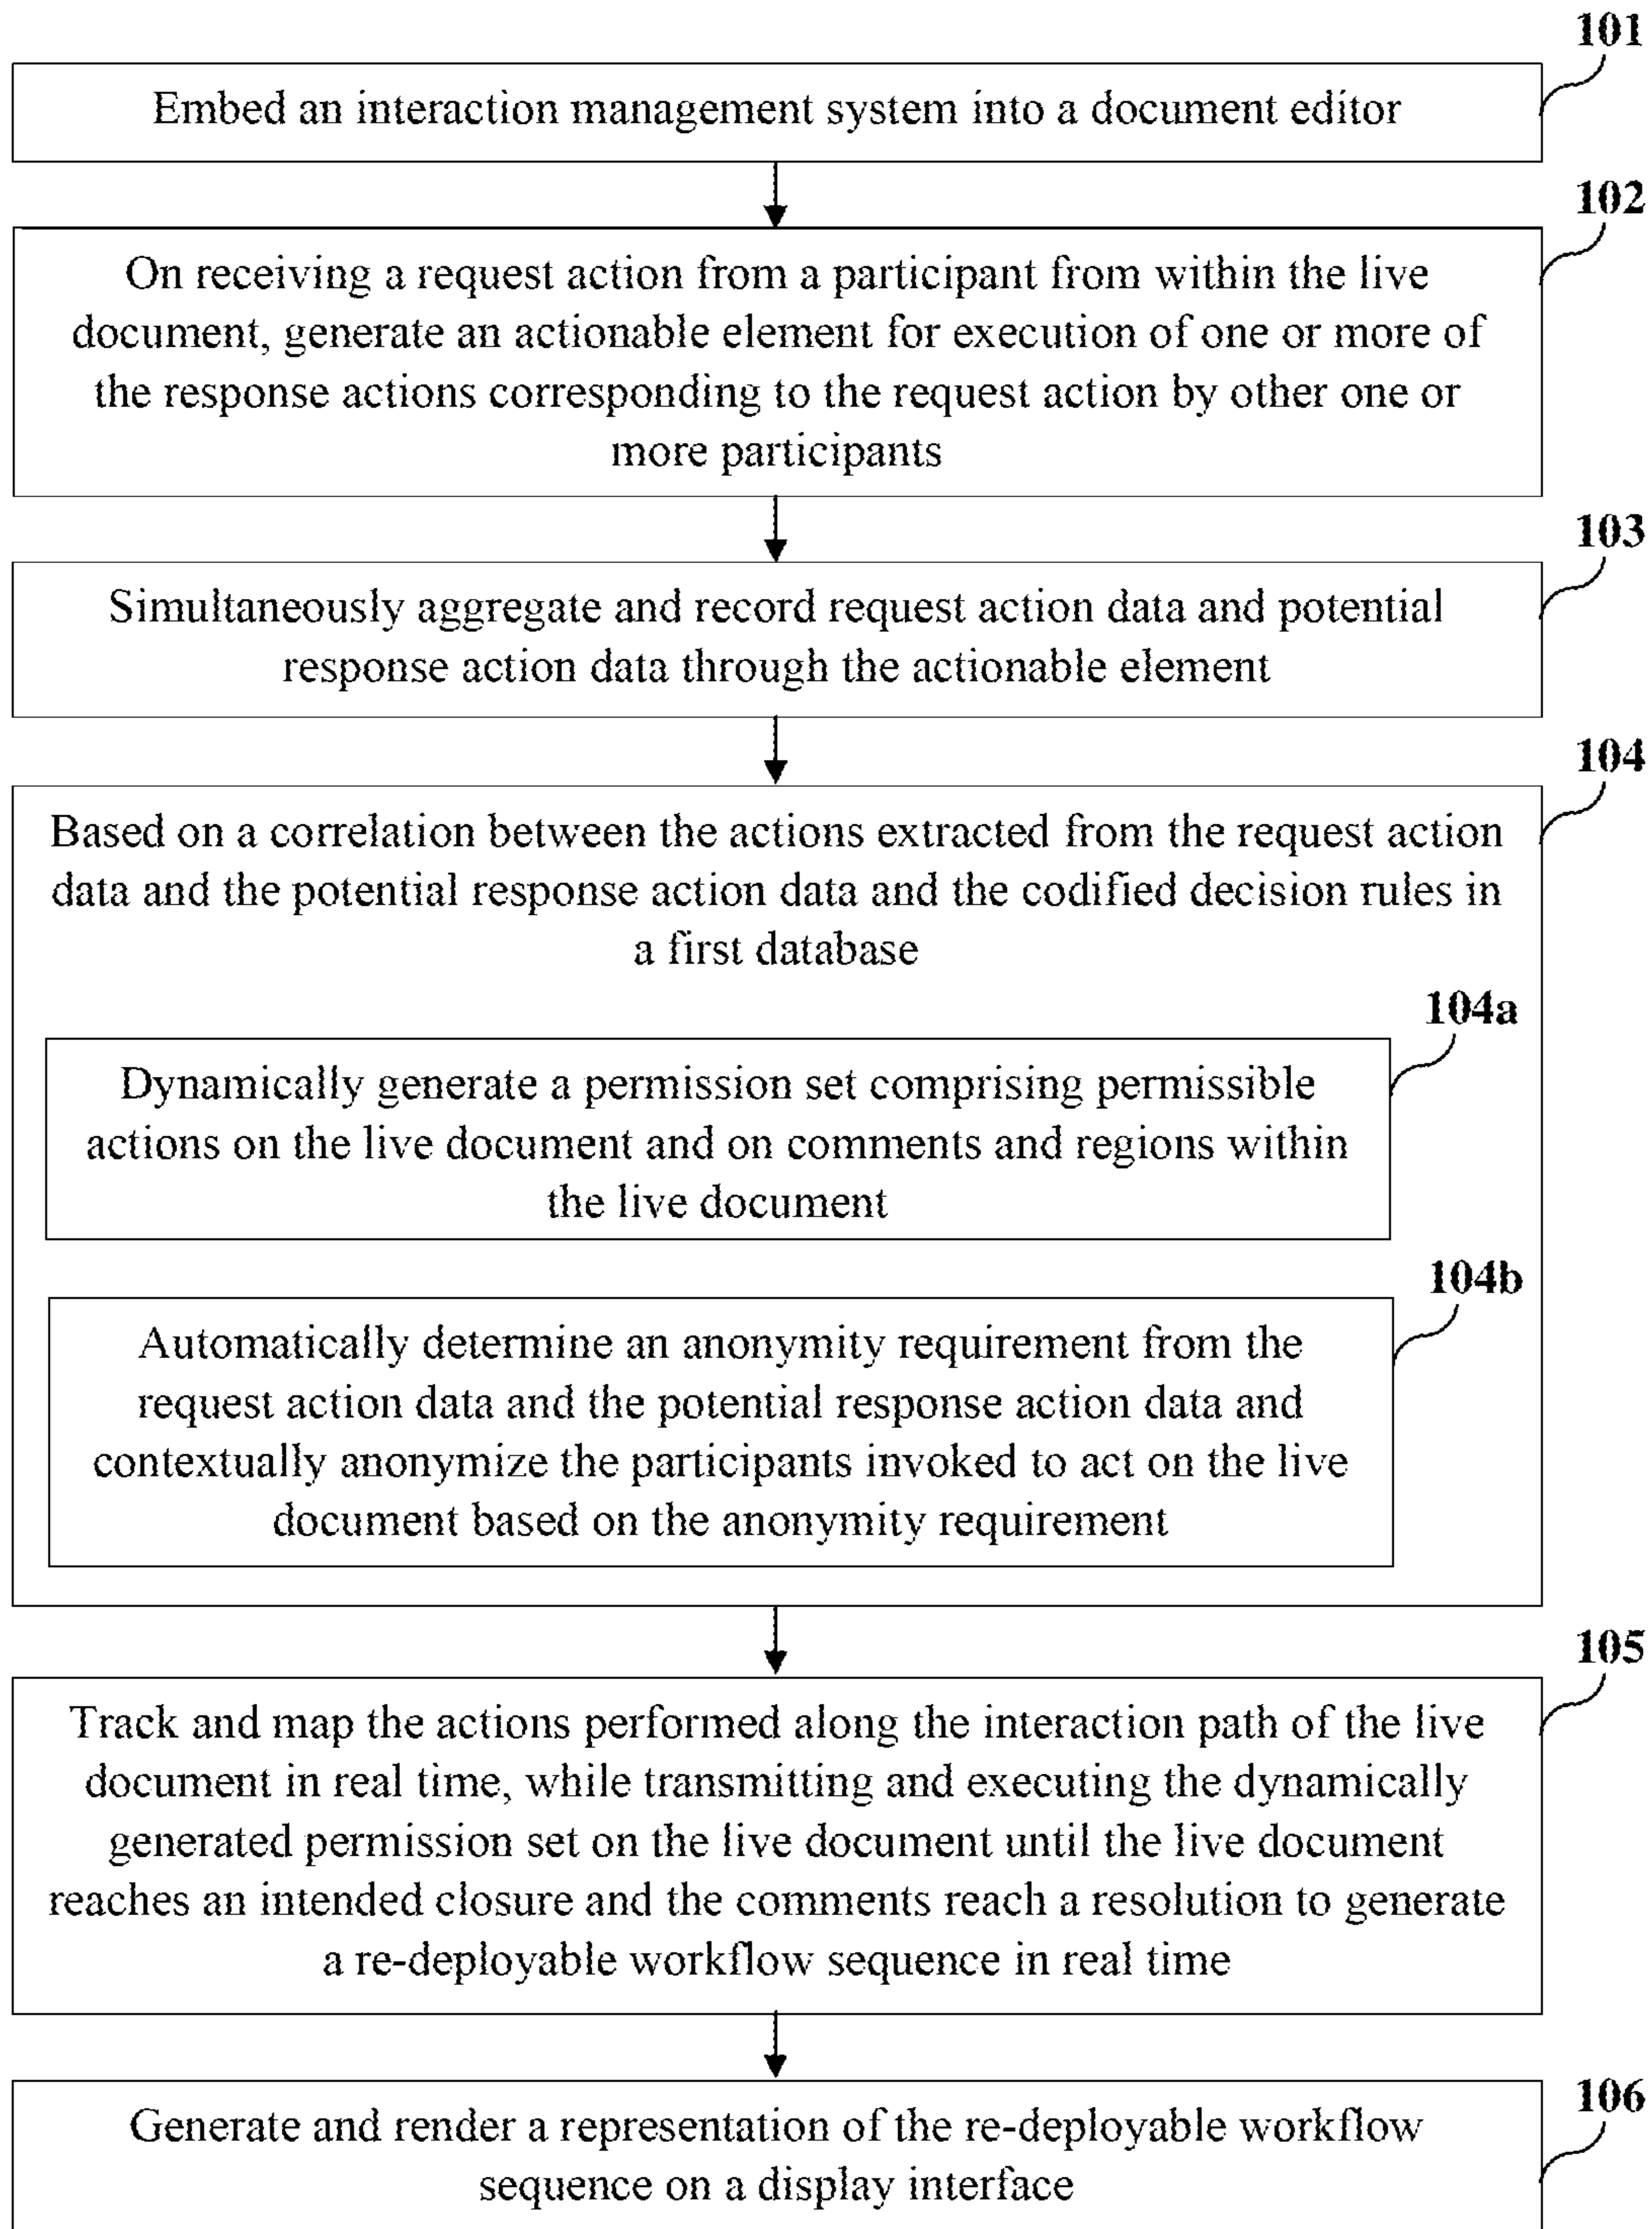 101
Embed an interaction management system into a document editor
102
On receiving a request action from a participant from within the live
document, generate an actionable element for execution of one or more of
the response actions corresponding to the request action by other one or
more participants
103
Simultaneously aggregate and record request action data and potential
response action data through the actionable element
104
Based on a correlation between the actions extracted from the request action
data and the potential response action data and the codified decision rules in
a first database
104a
Dynamically generate a permission set comprising permissible
actions on the live document and on comments and regions within
the live document
104b
Automatically determine an anonymity requirement from the
request action data and the potential response action data and
contextually anonymize the participants invoked to act on the live
document based on the anonymity requirement
105
Track and map the actions performed along the interaction path of the live
document in real time, while transmitting and executing the dynamically
generated permission set on the live document until the live document
reaches an intended closure and the comments reach a resolution to generate
a re-deployable workflow sequence in real time
106
Generate and render a representation of the re-deployable workflow
sequence on a display interface